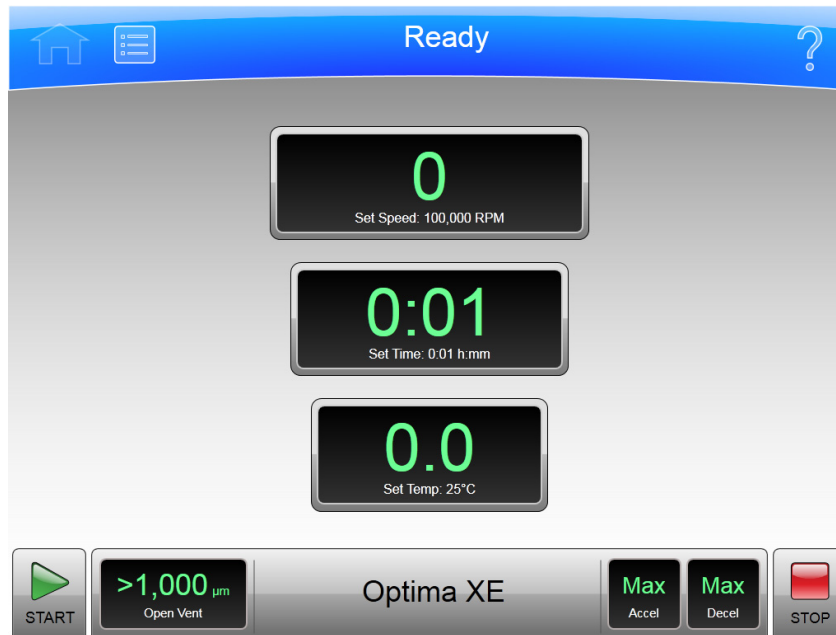 Ready
?
0
Set Speed: 100,000 RPM
0:01
Set Time: 0:01 h:mm
0.0
Set Temp: 25°C
START
>1,000 µm
Open Vent
Optima XE
Max
Accel
Max
Decel
STOP